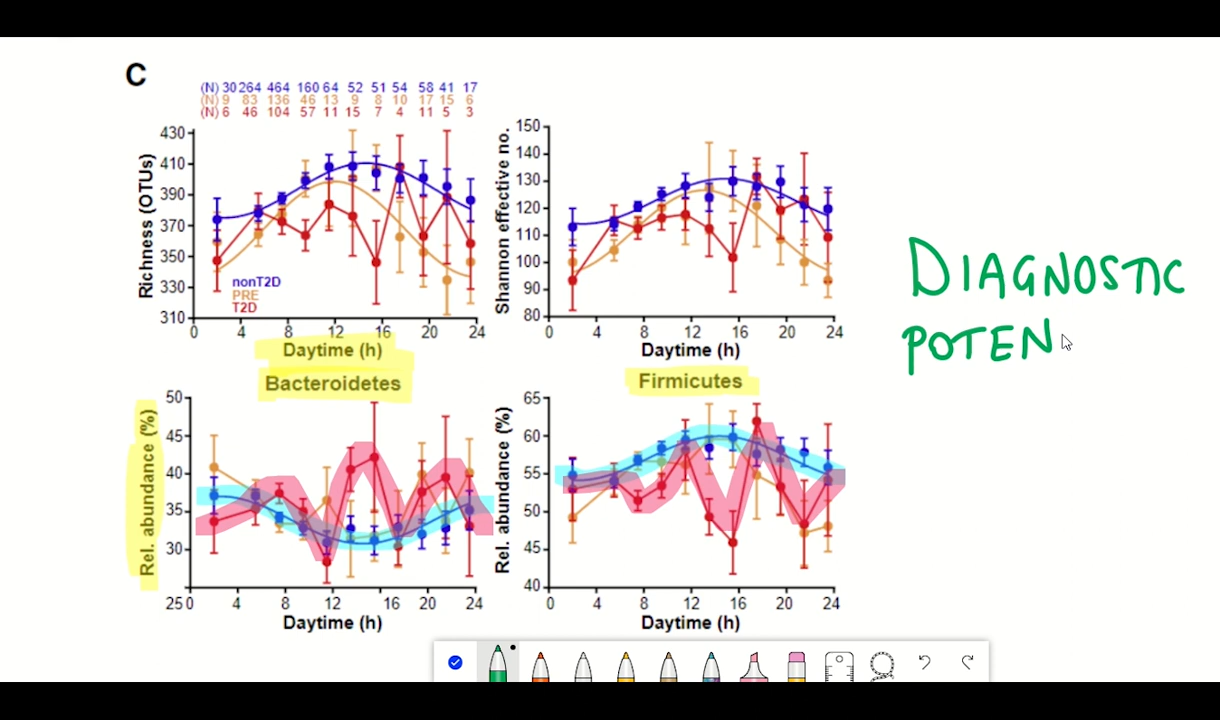 C
(N) 30 264 464 160 64 52 51 54 58 41 17
(N) 9 83 136 46 13 9 8 10 17 15 6
(N) 6 46 104 57 11 15 7 4 11 5 3
Richness (OTUs)
430
410
390
370
350
330
310
nonT2D
PRE
T2D
0 4 8 12 16 20 24
Daytime (h)
Shannon effective no.
150
140
130
120
110
100
90
80
0 4 8 12 16 20 24
Daytime (h)
DIAGNOSTIC
POTEN
Bacteroidetes
Rel. abundance (%)
50
45
40
35
30
25
0 4 8 12 16 20 24
Daytime (h)
Firmicutes
Rel. abundance (%)
65
60
55
50
45
40
0 4 8 12 16 20 24
Daytime (h)